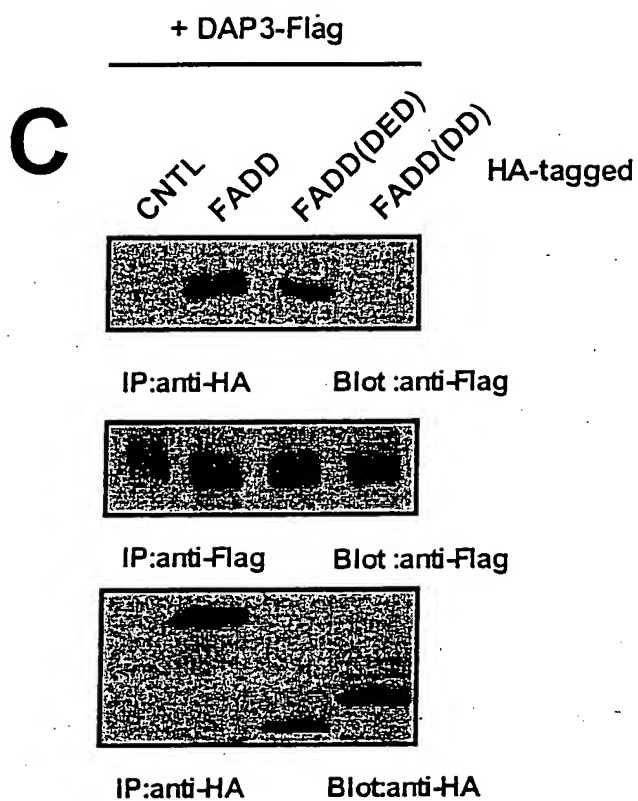 + DAP3-Flag
C
CNTL FADD FADD(DED) FADD(DD) HA-tagged
IP:anti-HA Blot :anti-Flag
IP:anti-Flag Blot :anti-Flag
IP:anti-HA Blot:anti-HA